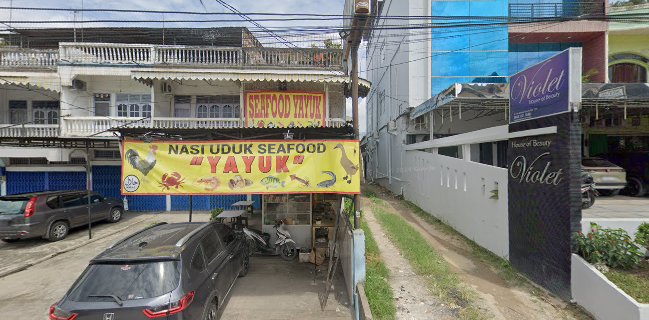 SEAFOOD YAYUK
NASI UDUK SEAFOOD
"YAYUK"
Violet
House of Beauty
House of Beauty
Violet